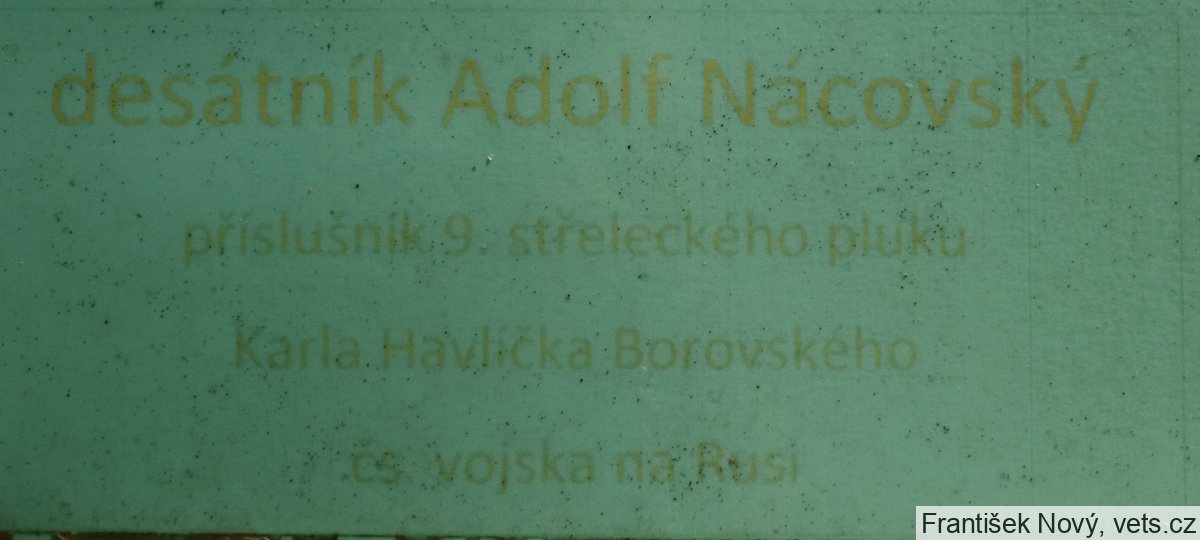 desátník Adolf Nácovský
příslušník 9. střeleckého pluku
Karla Havlíčka Borovského
čs. vojska na Rusi
František Nový, vets.cz